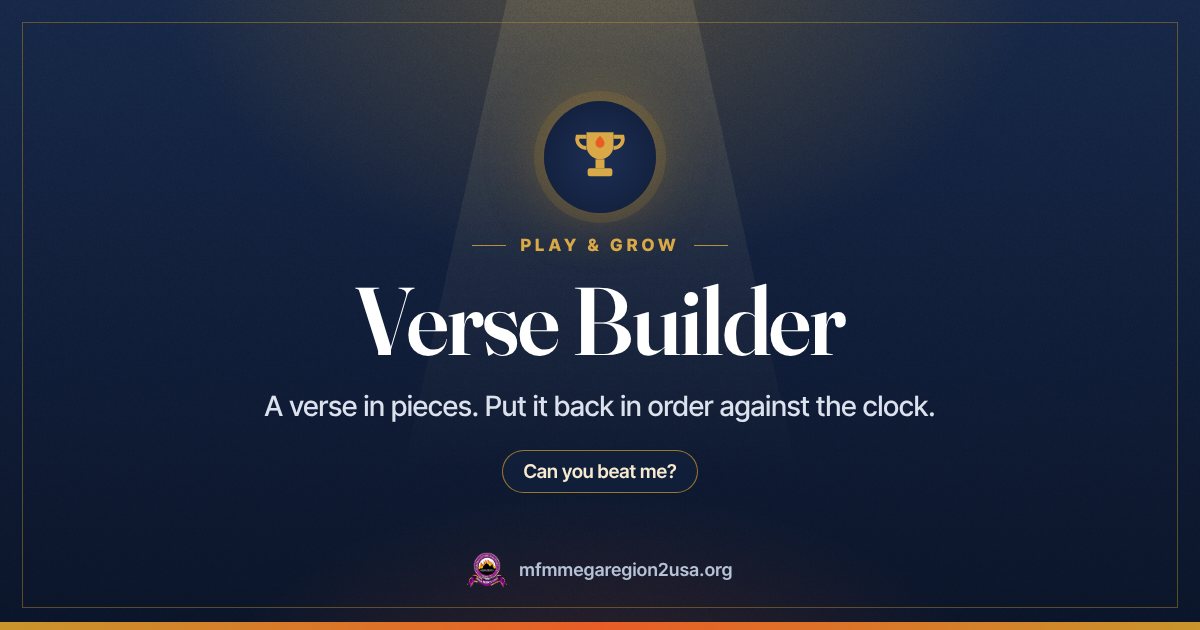 PLAY & GROW
Verse Builder
A verse in pieces. Put it back in order against the clock.
Can you beat me?
mfmmegaregion2usa.org